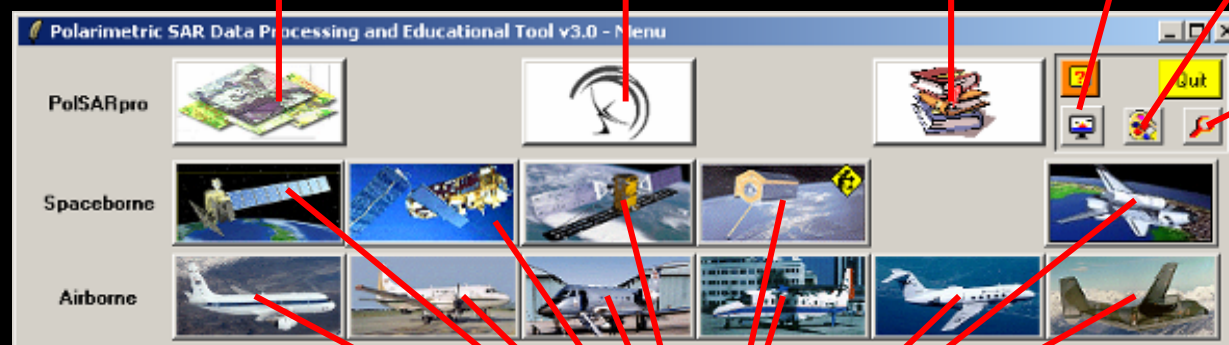 Polarimetric SAR Data Processing and Educational Tool v3.0 - Menu
PolSARpro
?
Quit
Spaceborne
Airborne